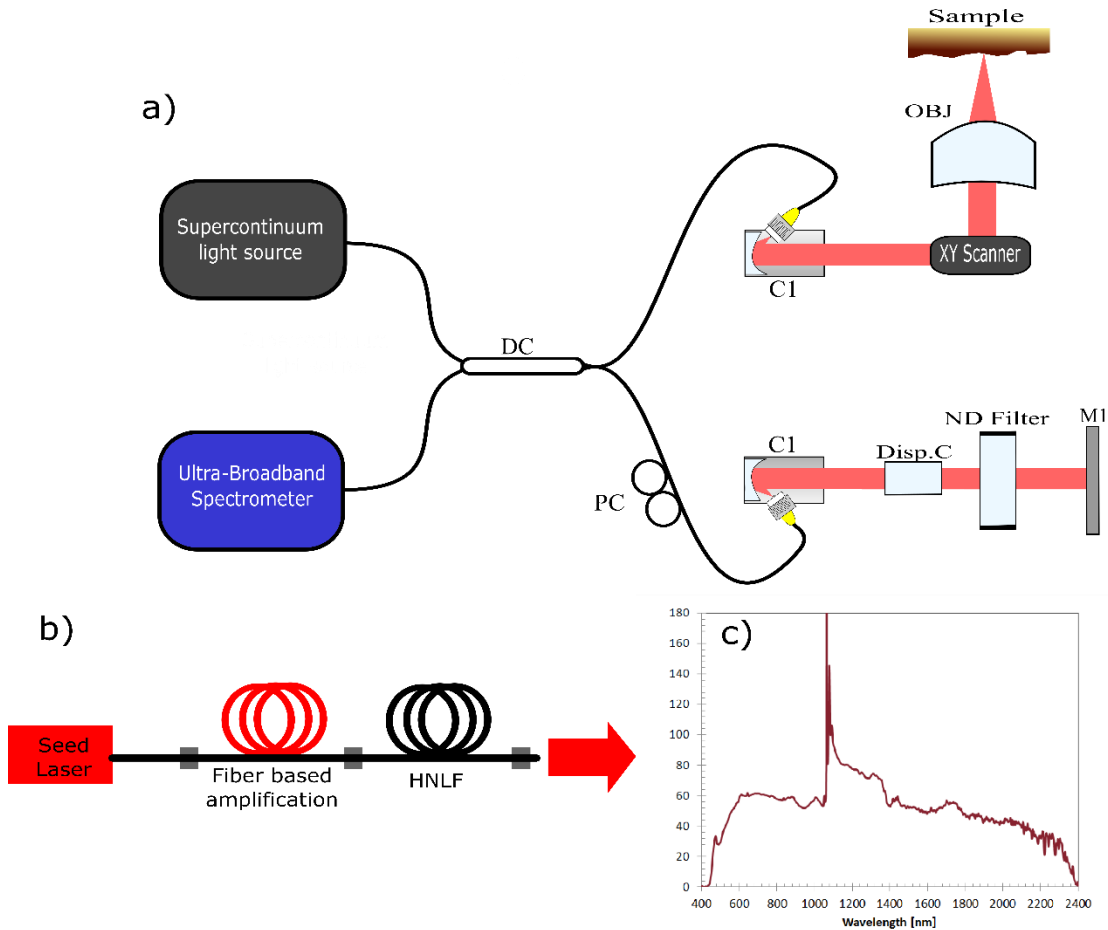 Sample
a)
OBJ
Supercontinuum
light source
XY Scanner
C1
DC
ND Filter
M1
C1
Disp.C
Ultra-Broadband
Spectrometer
PC
b)
Seed
Laser
Fiber based
amplification
HNLF
c)
180
160
140
120
100
80
60
40
20
0
400 600 800 1000 1200 1400 1600 1800 2000 2200 2400
Wavelength [nm]